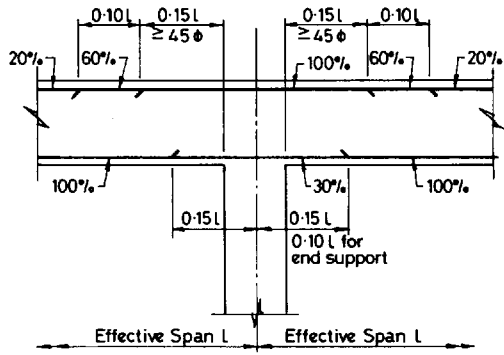 0·10 l 0·15 l 0·15 l 0·10 l
≥ 45 ϕ ≥ 45 ϕ
20% 60% 100% 60% 20%
100% 30% 100%
0·15 l 0·15 l
0·10 l for
end support
Effective Span l Effective Span l